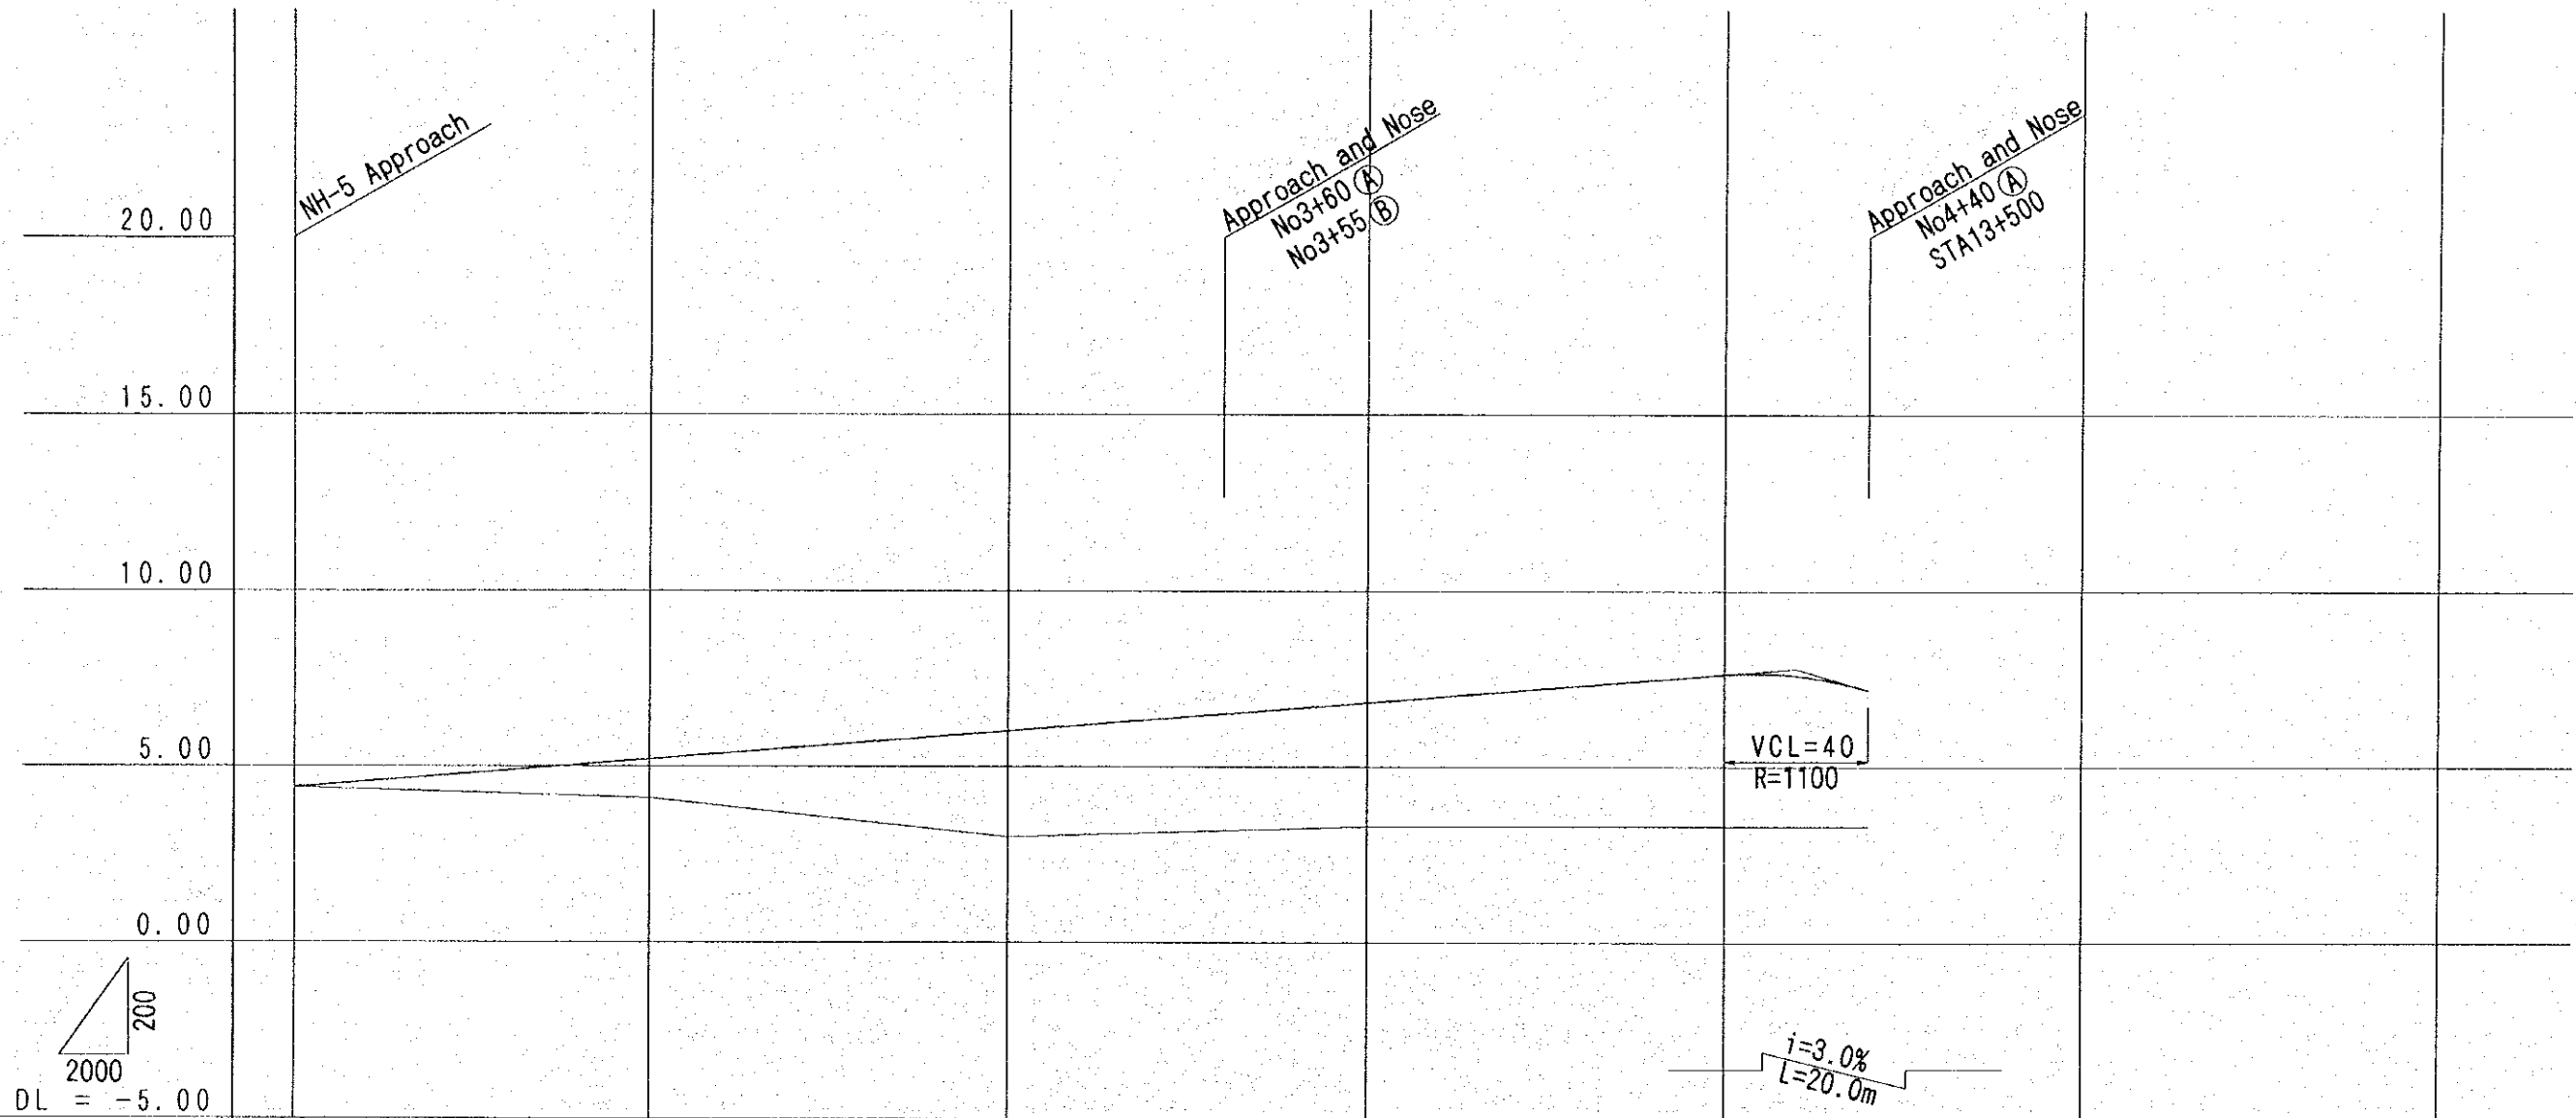 NH-5 Approach
Approach and Nose
No3+60 Ⓐ
No3+55 Ⓑ
Approach and Nose
No4+40 Ⓐ
STA13+500
20.00
15.00
10.00
5.00
VCL=40
R=1100
0.00
200
2000
i=3.0%
L=20.0m
DL = -5.00